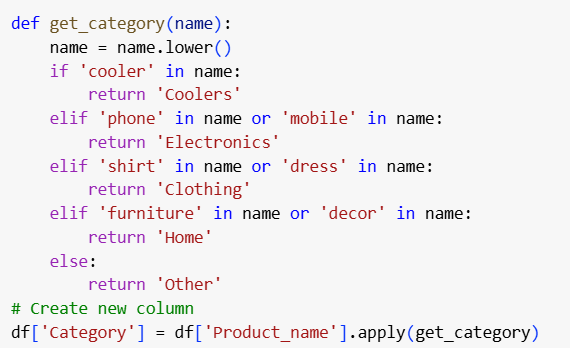 def get_category(name):
    name = name.lower()
    if 'cooler' in name:
        return 'Coolers'
    elif 'phone' in name or 'mobile' in name:
        return 'Electronics'
    elif 'shirt' in name or 'dress' in name:
        return 'Clothing'
    elif 'furniture' in name or 'decor' in name:
        return 'Home'
    else:
        return 'Other'
# Create new column
df['Category'] = df['Product_name'].apply(get_category)